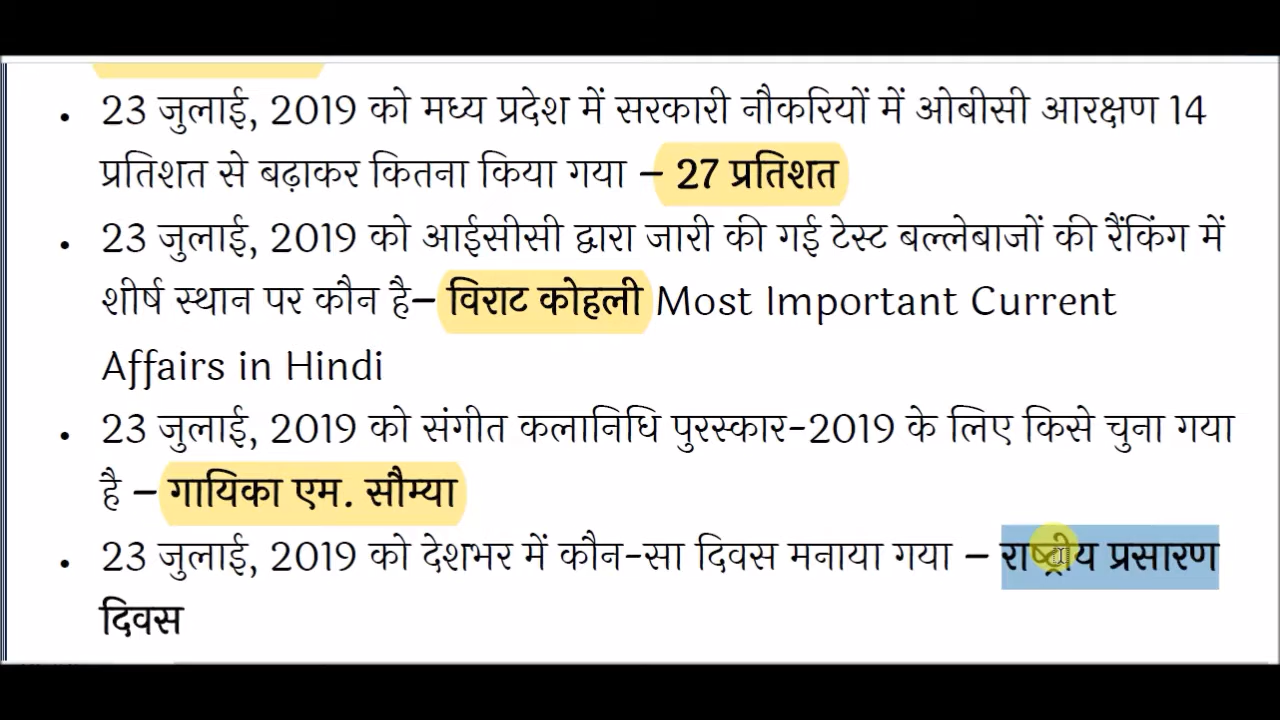 • 23 जुलाई, 2019 को मध्य प्रदेश में सरकारी नौकरियों में ओबीसी आरक्षण 14
प्रतिशत से बढ़ाकर कितना किया गया – 27 प्रतिशत
• 23 जुलाई, 2019 को आईसीसी द्वारा जारी की गई टेस्ट बल्लेबाजों की रैंकिंग में
शीर्ष स्थान पर कौन है– विराट कोहली Most Important Current
Affairs in Hindi
• 23 जुलाई, 2019 को संगीत कलानिधि पुरस्कार-2019 के लिए किसे चुना गया
है – गायिका एम. सौम्या
• 23 जुलाई, 2019 को देशभर में कौन-सा दिवस मनाया गया – राष्ट्रीय प्रसारण
दिवस